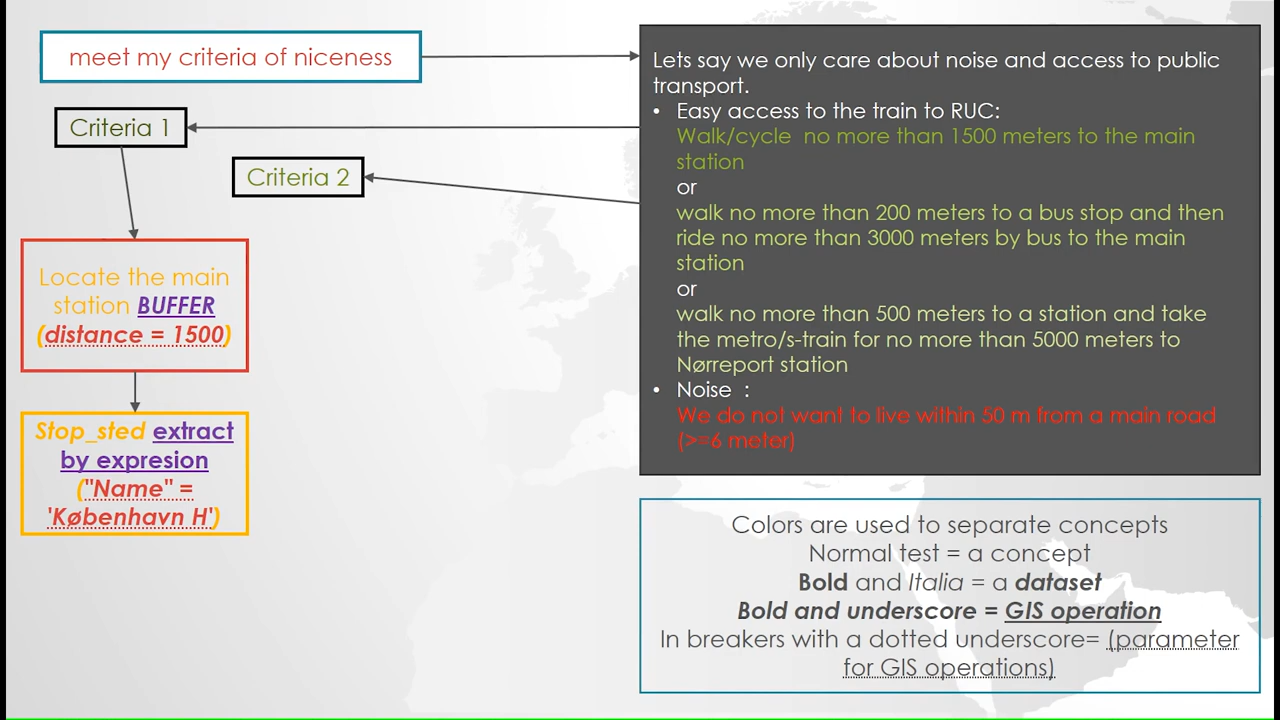 meet my criteria of niceness
Criteria 1
Criteria 2
Locate the main
station BUFFER
(distance = 1500)
Stop_sted extract
by expresion
("Name" =
'København H')
Lets say we only care about noise and access to public
transport.
• Easy access to the train to RUC:
Walk/cycle no more than 1500 meters to the main
station
or
walk no more than 200 meters to a bus stop and then
ride no more than 3000 meters by bus to the main
station
or
walk no more than 500 meters to a station and take
the metro/s-train for no more than 5000 meters to
Nørreport station
• Noise :
We do not want to live within 50 m from a main road
(>=6 meter)
Colors are used to separate concepts
Normal test = a concept
Bold and Italia = a dataset
Bold and underscore = GIS operation
In breakers with a dotted underscore= (parameter
for GIS operations)